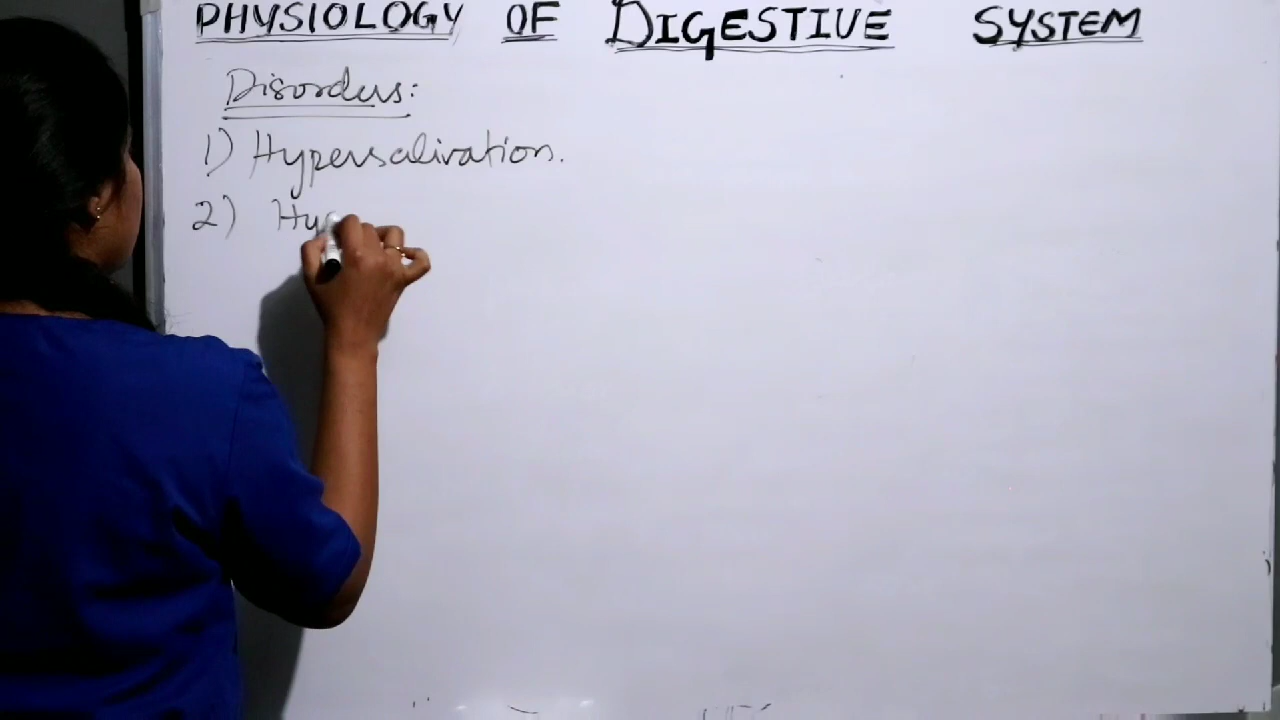 PHYSIOLOGY OF DIGESTIVE SYSTEM
Disorders:
1) Hypersalivation.
2) Hy